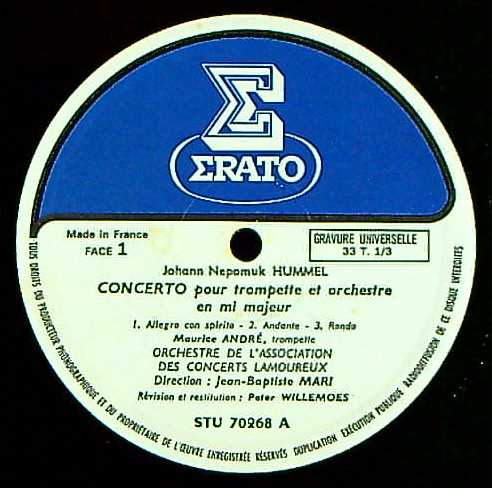 Σ
ΣRATO
Made in France
FACE 1
GRAVURE UNIVERSELLE
33 T. 1/3
Johann Nepomuk HUMMEL
CONCERTO pour trompette et orchestre
en mi majeur
1. Allegro con spirito - 2. Andante - 3. Rondo
Maurice ANDRÉ, trompette
ORCHESTRE DE L'ASSOCIATION
DES CONCERTS LAMOUREUX
Direction : Jean-Baptiste MARI
Révision et restitution : Peter WILLEMOES
STU 70268 A
TOUS DROITS DU PRODUCTEUR PHONOGRAPHIQUE ET DU PROPRIÉTAIRE DE L'ŒUVRE ENREGISTRÉE RÉSERVÉS DUPLICATION EXÉCUTION PUBLIQUE RADIODIFFUSION DE CE DISQUE INTERDITES